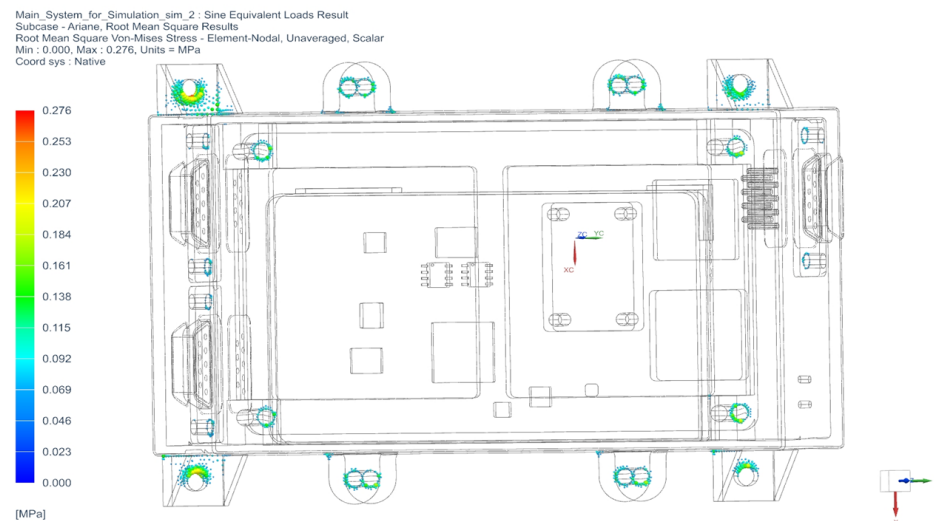 Main_System_for_Simulation_sim_2 : Sine Equivalent Loads Result
Subcase - Ariane, Root Mean Square Results
Root Mean Square Von-Mises Stress - Element-Nodal, Unaveraged, Scalar
Min : 0.000, Max : 0.276, Units = MPa
Coord sys : Native
0.276
0.253
0.230
0.207
0.184
0.161
0.138
0.115
0.092
0.069
0.046
0.023
0.000
[MPa]
ZC YC
XC